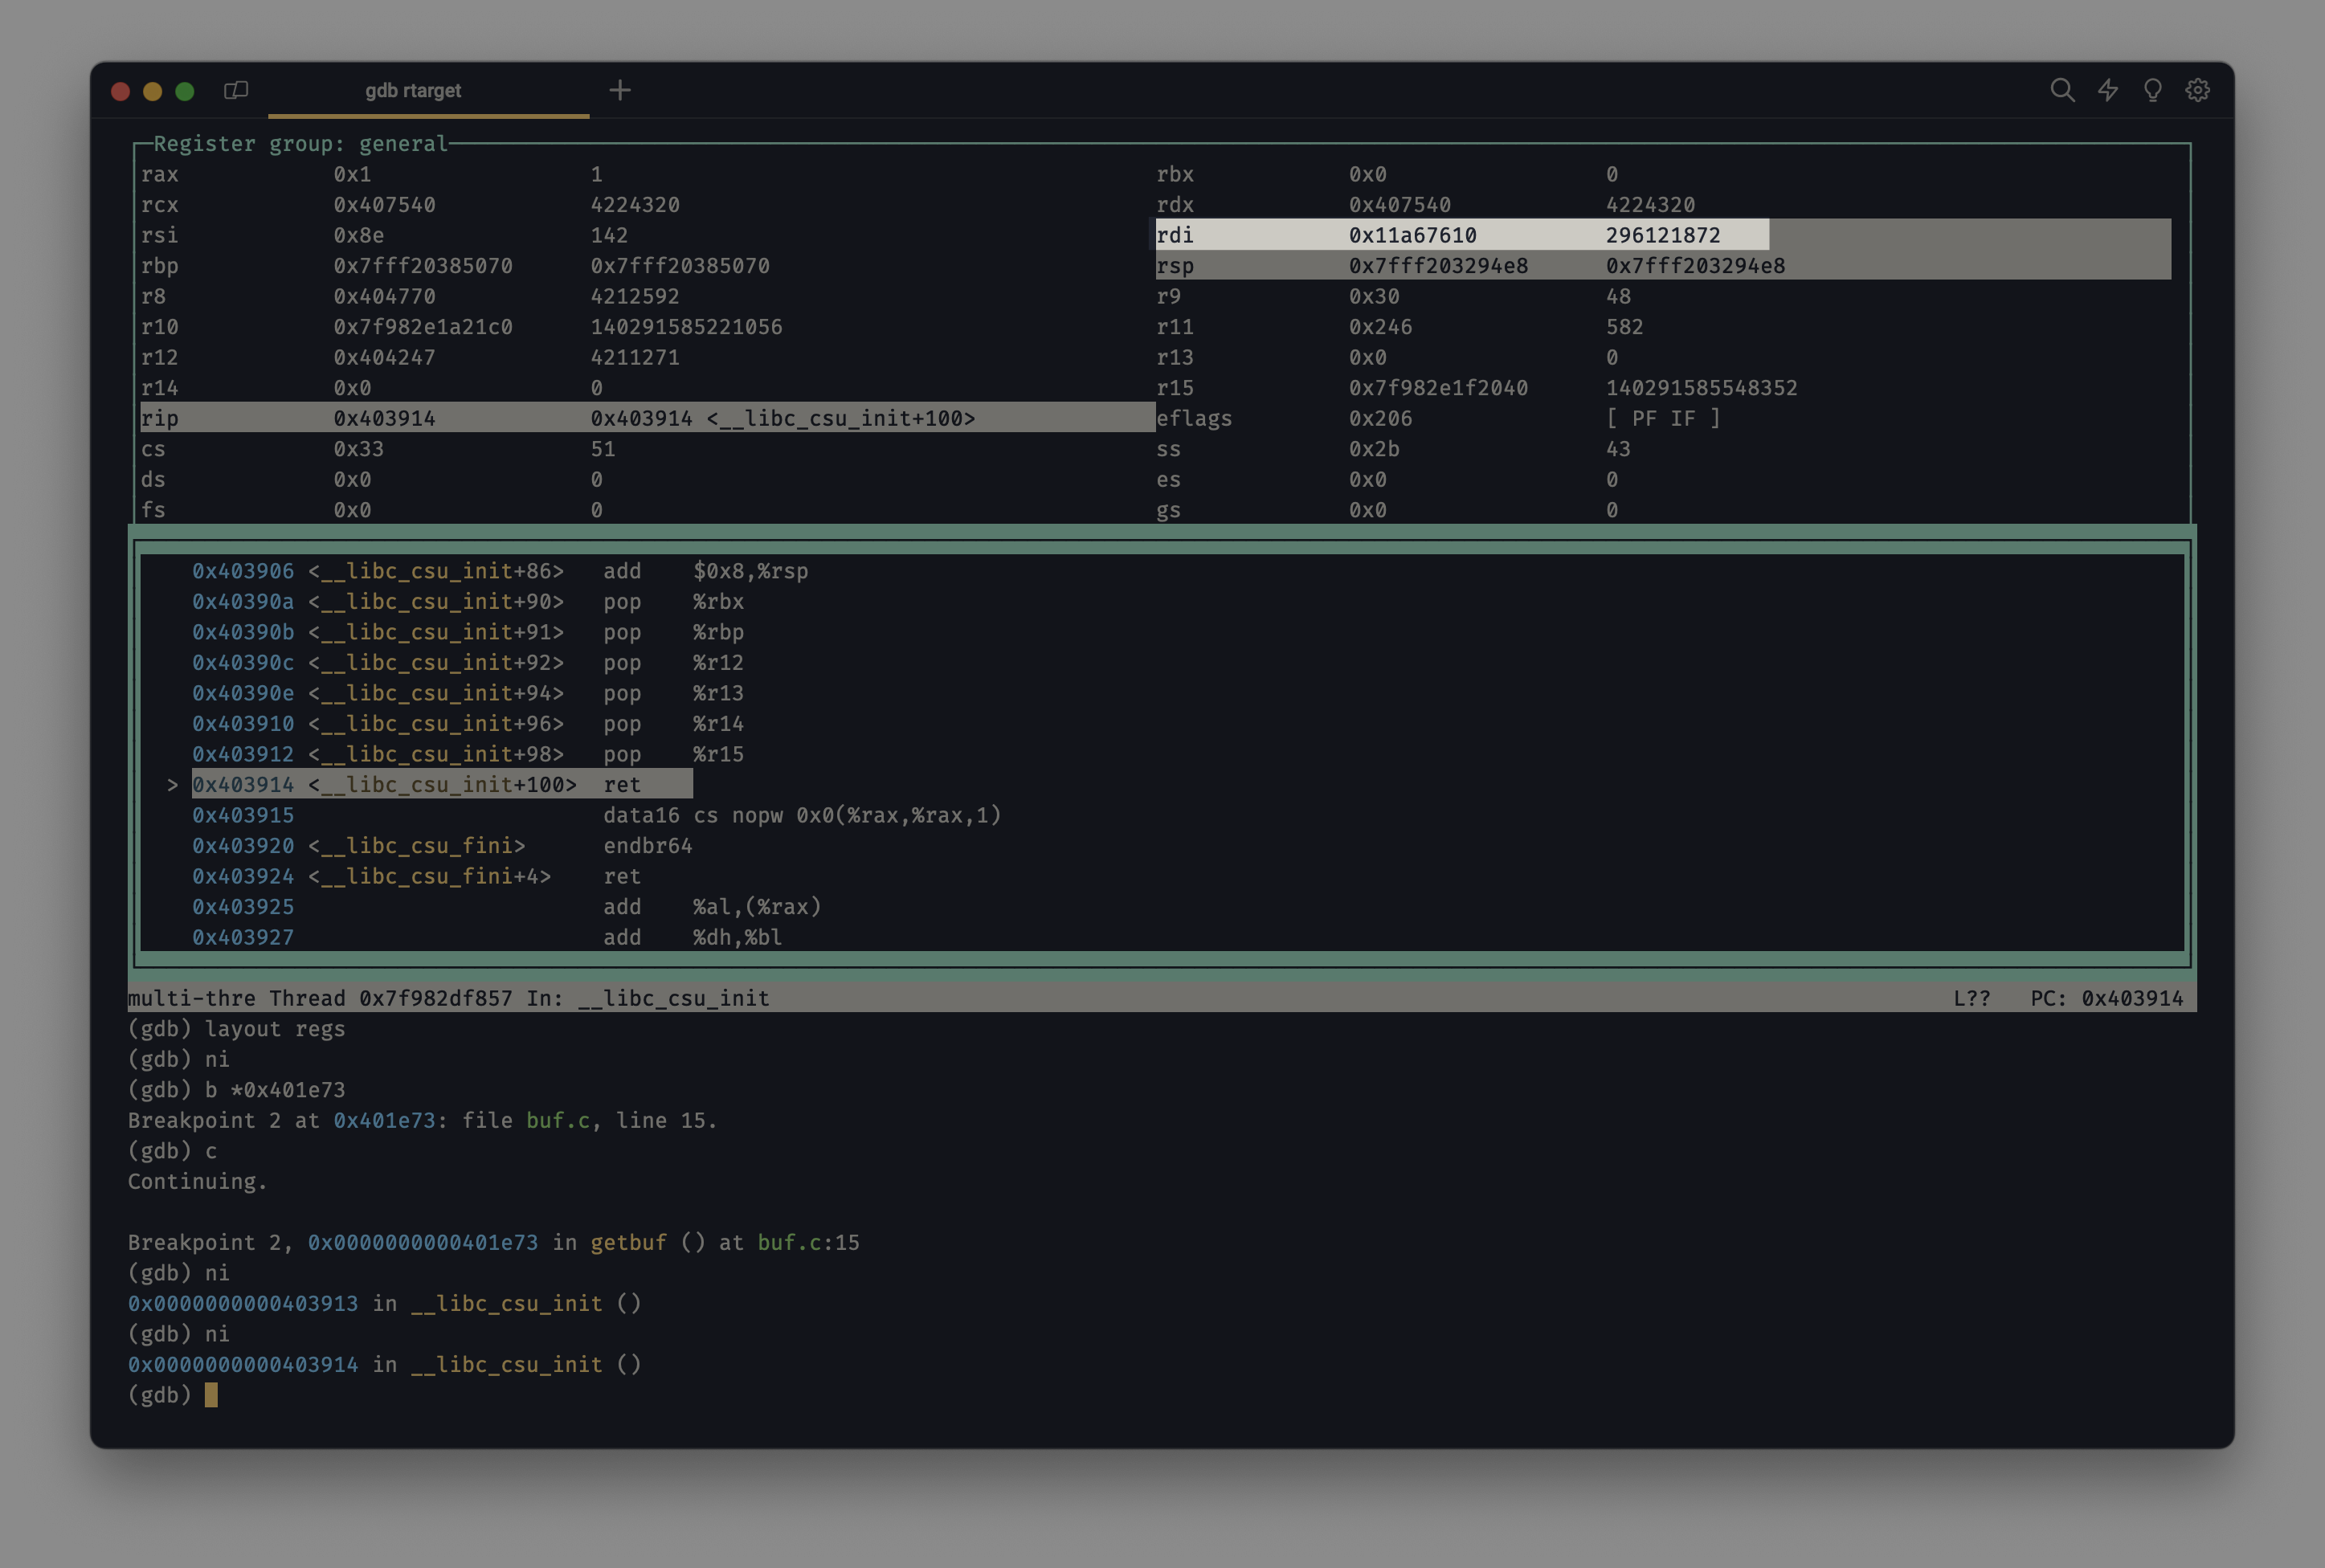 gdb rtarget
Register group: general
rax 0x1 1 rbx 0x0 0
rcx 0x407540 4224320 rdx 0x407540 4224320
rsi 0x8e 142 rdi 0x11a67610 296121872
rbp 0x7fff20385070 0x7fff20385070 rsp 0x7fff203294e8 0x7fff203294e8
r8 0x404770 4212592 r9 0x30 48
r10 0x7f982e1a21c0 140291585221056 r11 0x246 582
r12 0x404247 4211271 r13 0x0 0
r14 0x0 0 r15 0x7f982e1f2040 140291585548352
rip 0x403914 0x403914 <__libc_csu_init+100> eflags 0x206 [ PF IF ]
cs 0x33 51 ss 0x2b 43
ds 0x0 0 es 0x0 0
fs 0x0 0 gs 0x0 0
0x403906 <__libc_csu_init+86> add $0x8,%rsp
0x40390a <__libc_csu_init+90> pop %rbx
0x40390b <__libc_csu_init+91> pop %rbp
0x40390c <__libc_csu_init+92> pop %r12
0x40390e <__libc_csu_init+94> pop %r13
0x403910 <__libc_csu_init+96> pop %r14
0x403912 <__libc_csu_init+98> pop %r15
> 0x403914 <__libc_csu_init+100> ret
0x403915 data16 cs nopw 0x0(%rax,%rax,1)
0x403920 <__libc_csu_fini> endbr64
0x403924 <__libc_csu_fini+4> ret
0x403925 add %al,(%rax)
0x403927 add %dh,%bl
multi-thre Thread 0x7f982df857 In: __libc_csu_init L?? PC: 0x403914
(gdb) layout regs
(gdb) ni
(gdb) b *0x401e73
Breakpoint 2 at 0x401e73: file buf.c, line 15.
(gdb) c
Continuing.
Breakpoint 2, 0x0000000000401e73 in getbuf () at buf.c:15
(gdb) ni
0x0000000000403913 in __libc_csu_init ()
(gdb) ni
0x0000000000403914 in __libc_csu_init ()
(gdb)